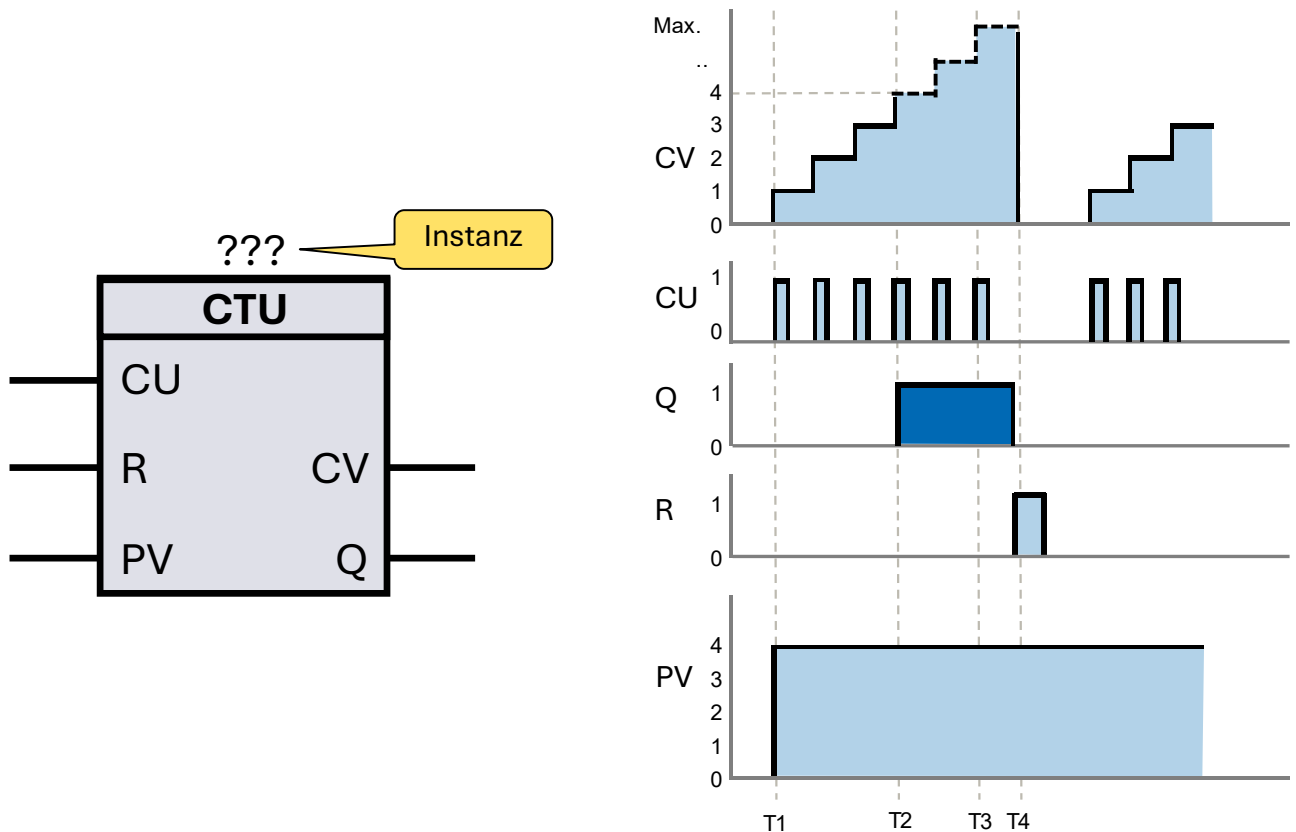 ???
Instanz
CTU
CU
R CV
PV Q
Max.
..
4
3
CV 2
1
0
1
CU
0
Q 1
0
R 1
0
4
PV 3
2
1
0
T1 T2 T3 T4